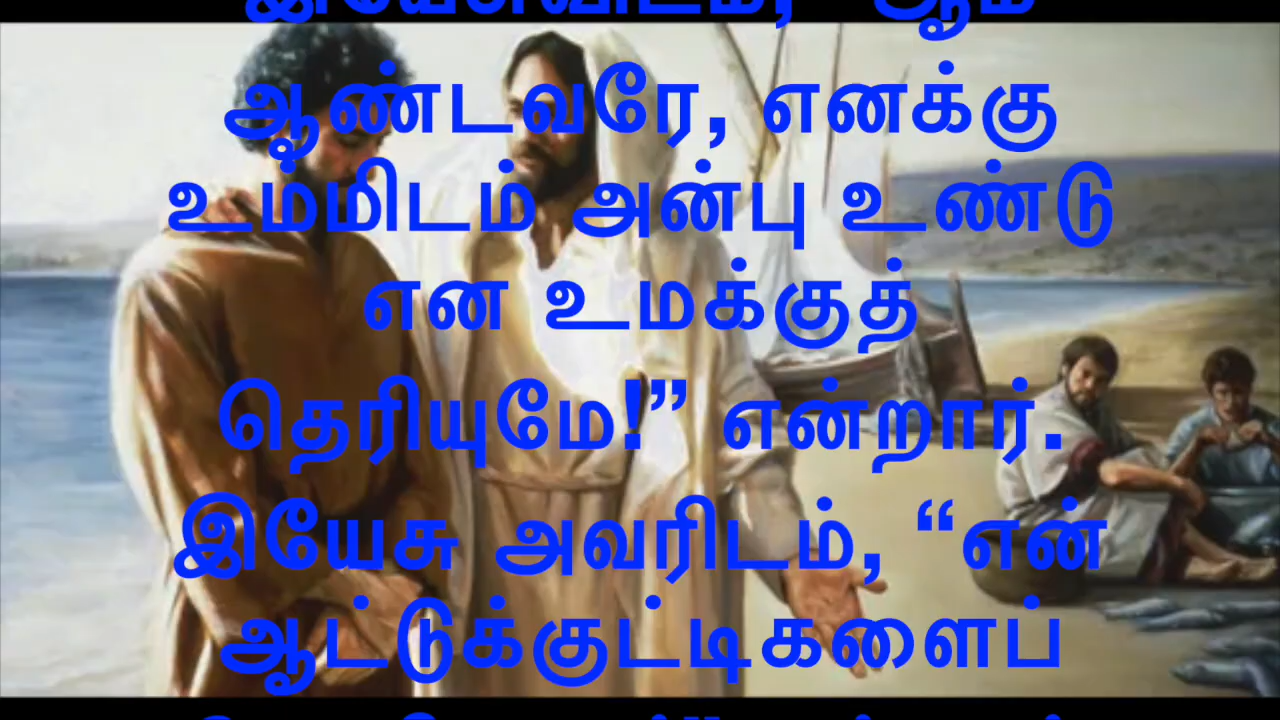 ஆண்டவரே, எனக்கு
உம்மிடம் அன்பு உண்டு
என உமக்குத்
தெரியுமே!” என்றார்.
இயேசு அவரிடம், “என்
ஆட்டுக்குட்டிகளைப்